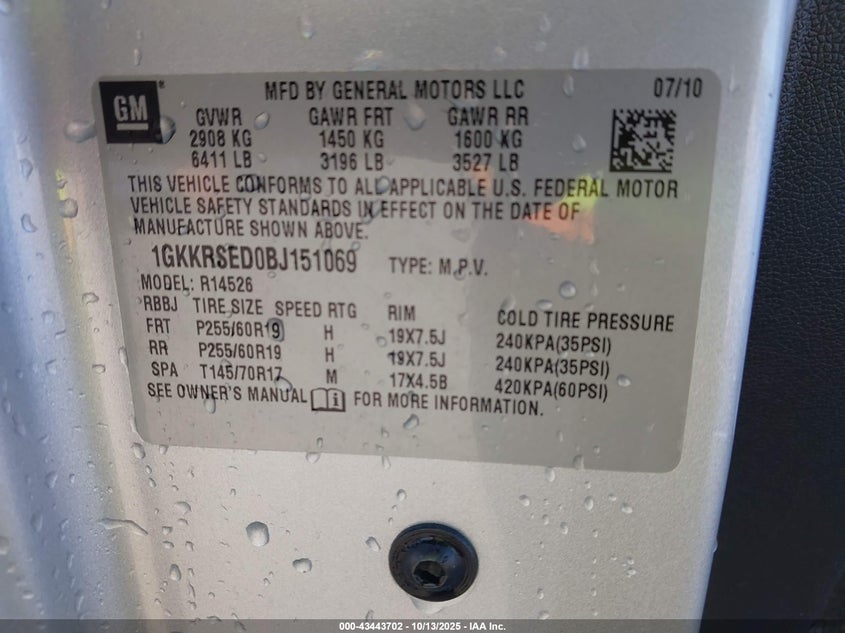 GM
MFD BY GENERAL MOTORS LLC 07/10
GVWR GAWR FRT GAWR RR
2908 KG 1450 KG 1600 KG
6411 LB 3196 LB 3527 LB
THIS VEHICLE CONFORMS TO ALL APPLICABLE U.S. FEDERAL MOTOR
VEHICLE SAFETY STANDARDS IN EFFECT ON THE DATE OF
MANUFACTURE SHOWN ABOVE.
1GKKRSED0BJ151069 TYPE: M.P.V.
MODEL: R14526
RBBJ TIRE SIZE SPEED RTG RIM COLD TIRE PRESSURE
FRT P255/60R19 H 19X7.5J 240KPA(35PSI)
RR P255/60R19 H 19X7.5J 240KPA(35PSI)
SPA T145/70R17 M 17X4.5B 420KPA(60PSI)
SEE OWNER'S MANUAL FOR MORE INFORMATION.
000-43443702 - 10/13/2025 - IAA Inc.